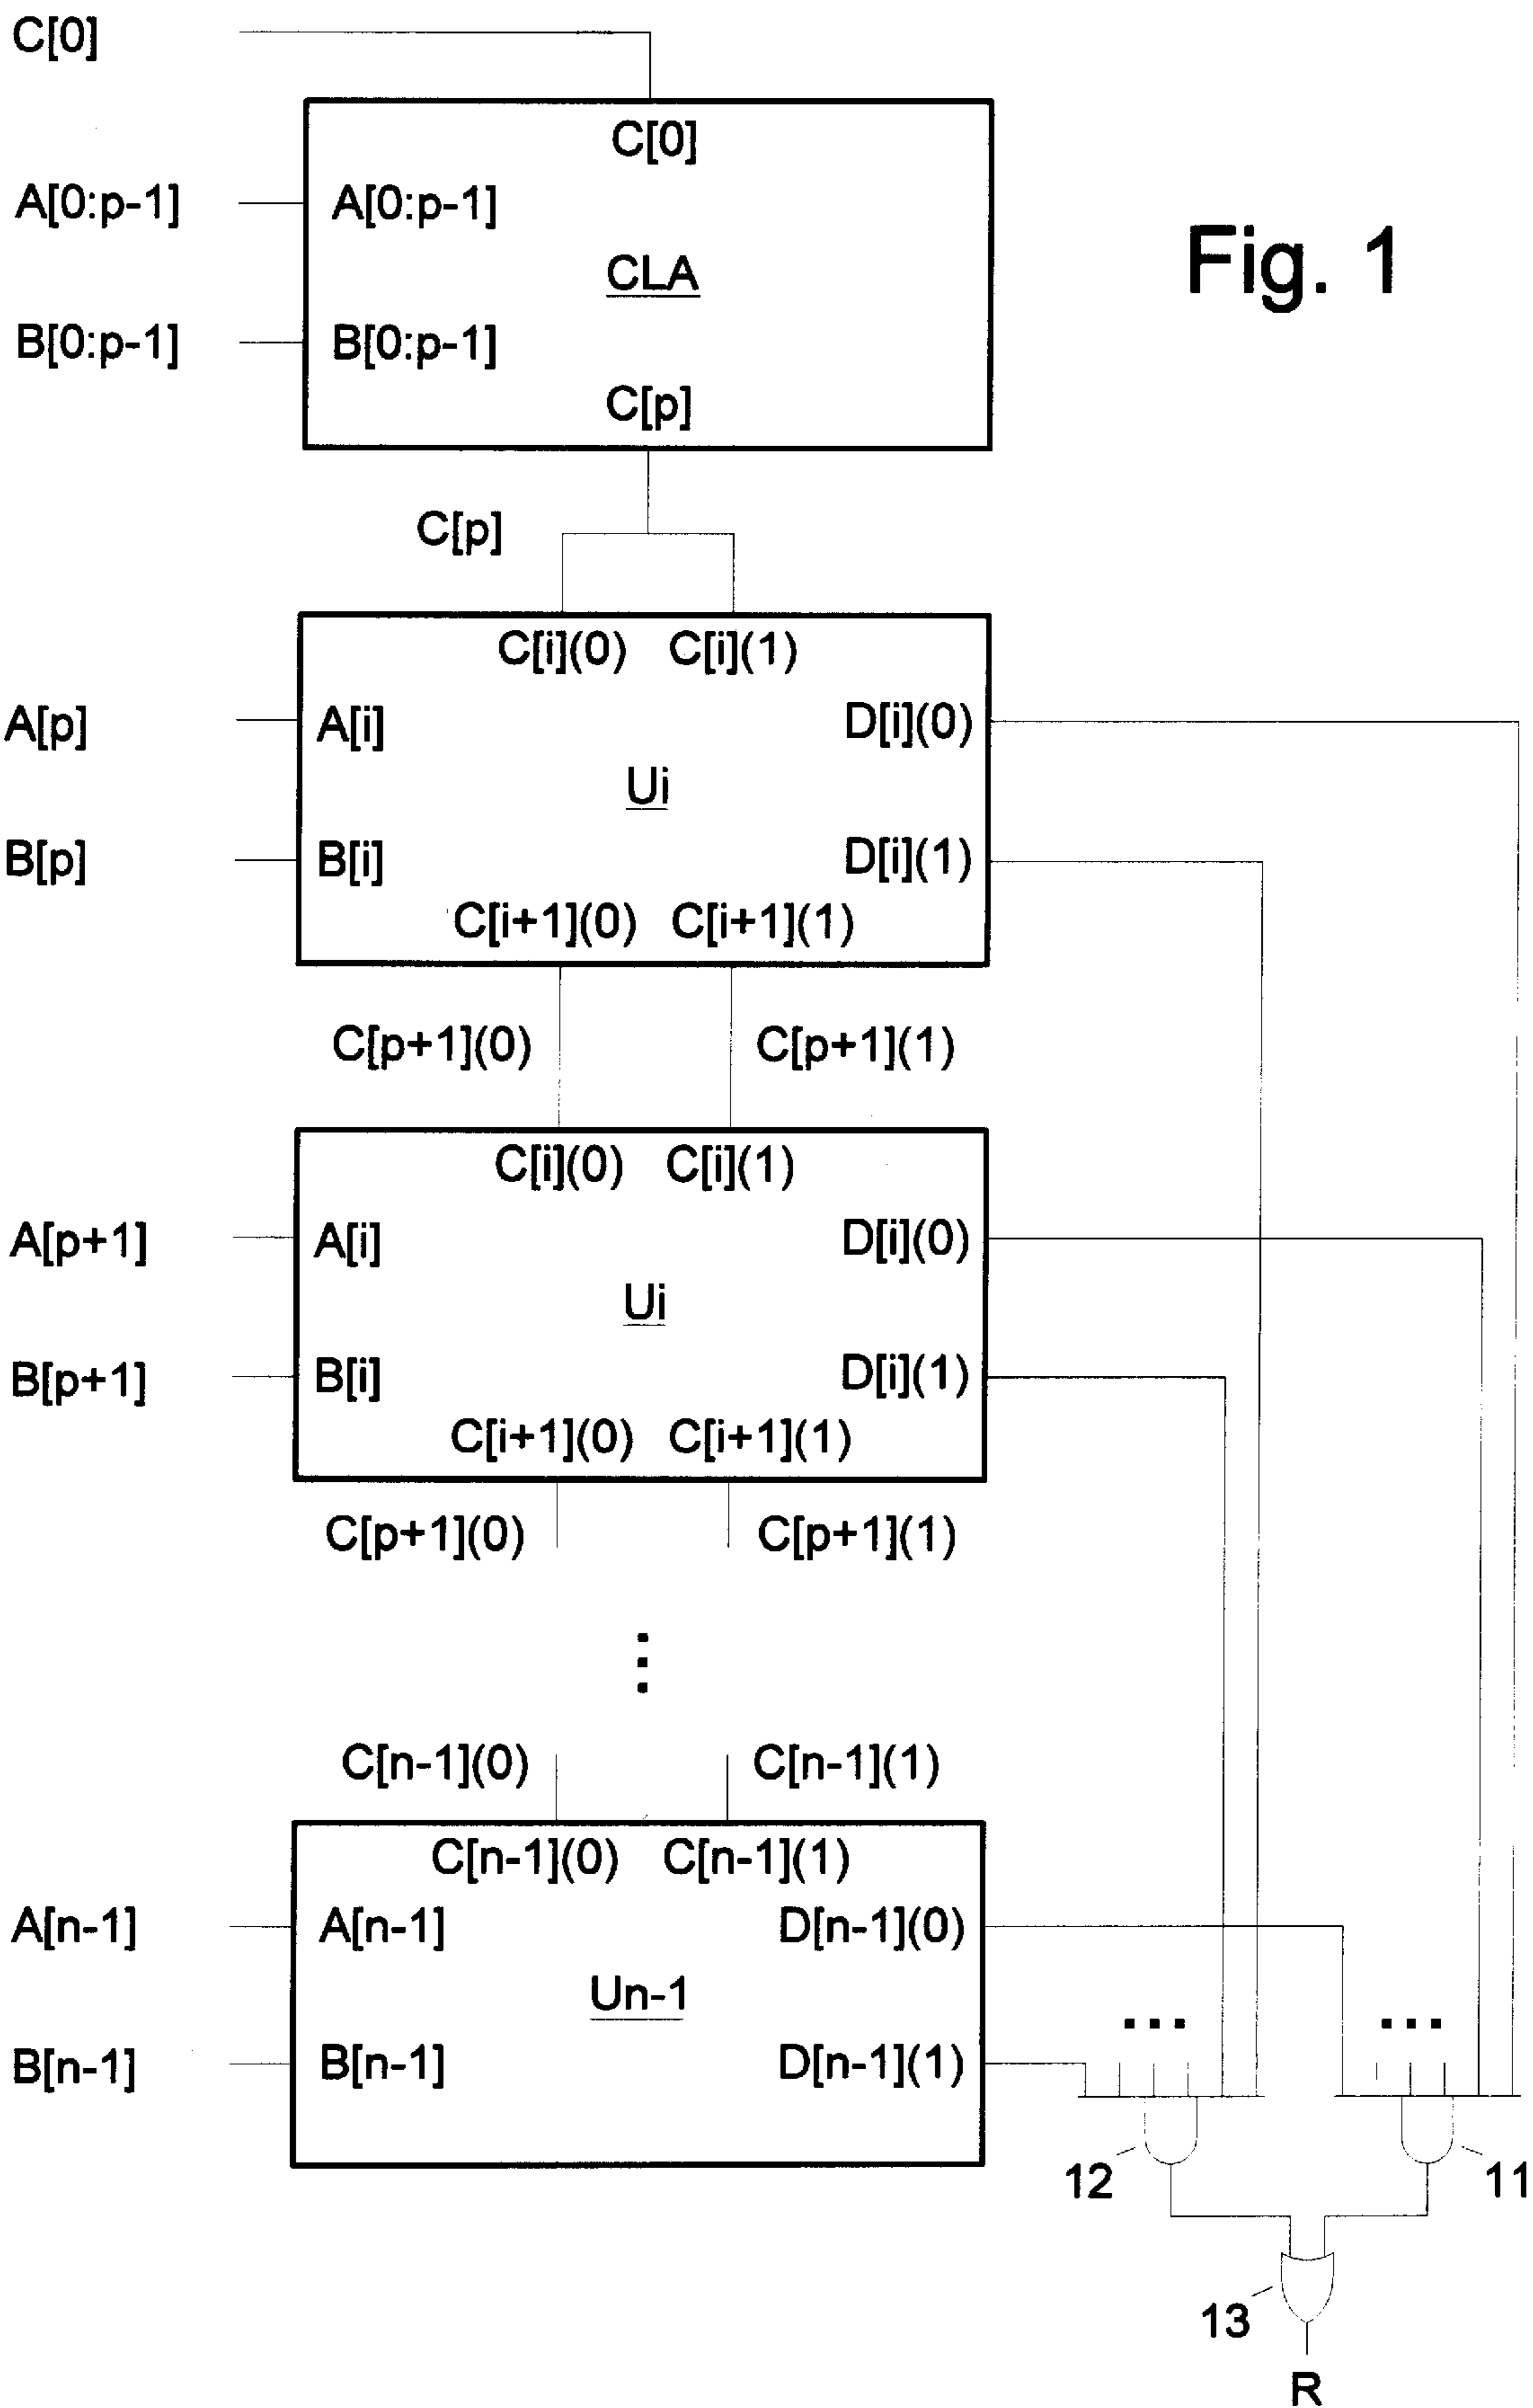 C[0]
C[0]
A[0:p-1] A[0:p-1]
Fig. 1
CLA
B[0:p-1] B[0:p-1]
C[p]
C[p]
C[i](0) C[i](1)
A[p] A[i] D[i](0)
Ui
B[p] B[i] D[i](1)
C[i+1](0) C[i+1](1)
C[p+1](0) C[p+1](1)
C[i](0) C[i](1)
A[p+1] A[i] D[i](0)
Ui
B[p+1] B[i] D[i](1)
C[i+1](0) C[i+1](1)
C[p+1](0) C[p+1](1)
C[n-1](0) C[n-1](1)
C[n-1](0) C[n-1](1)
A[n-1] A[n-1] D[n-1](0)
Un-1
B[n-1] B[n-1] D[n-1](1)
12 11
13
R